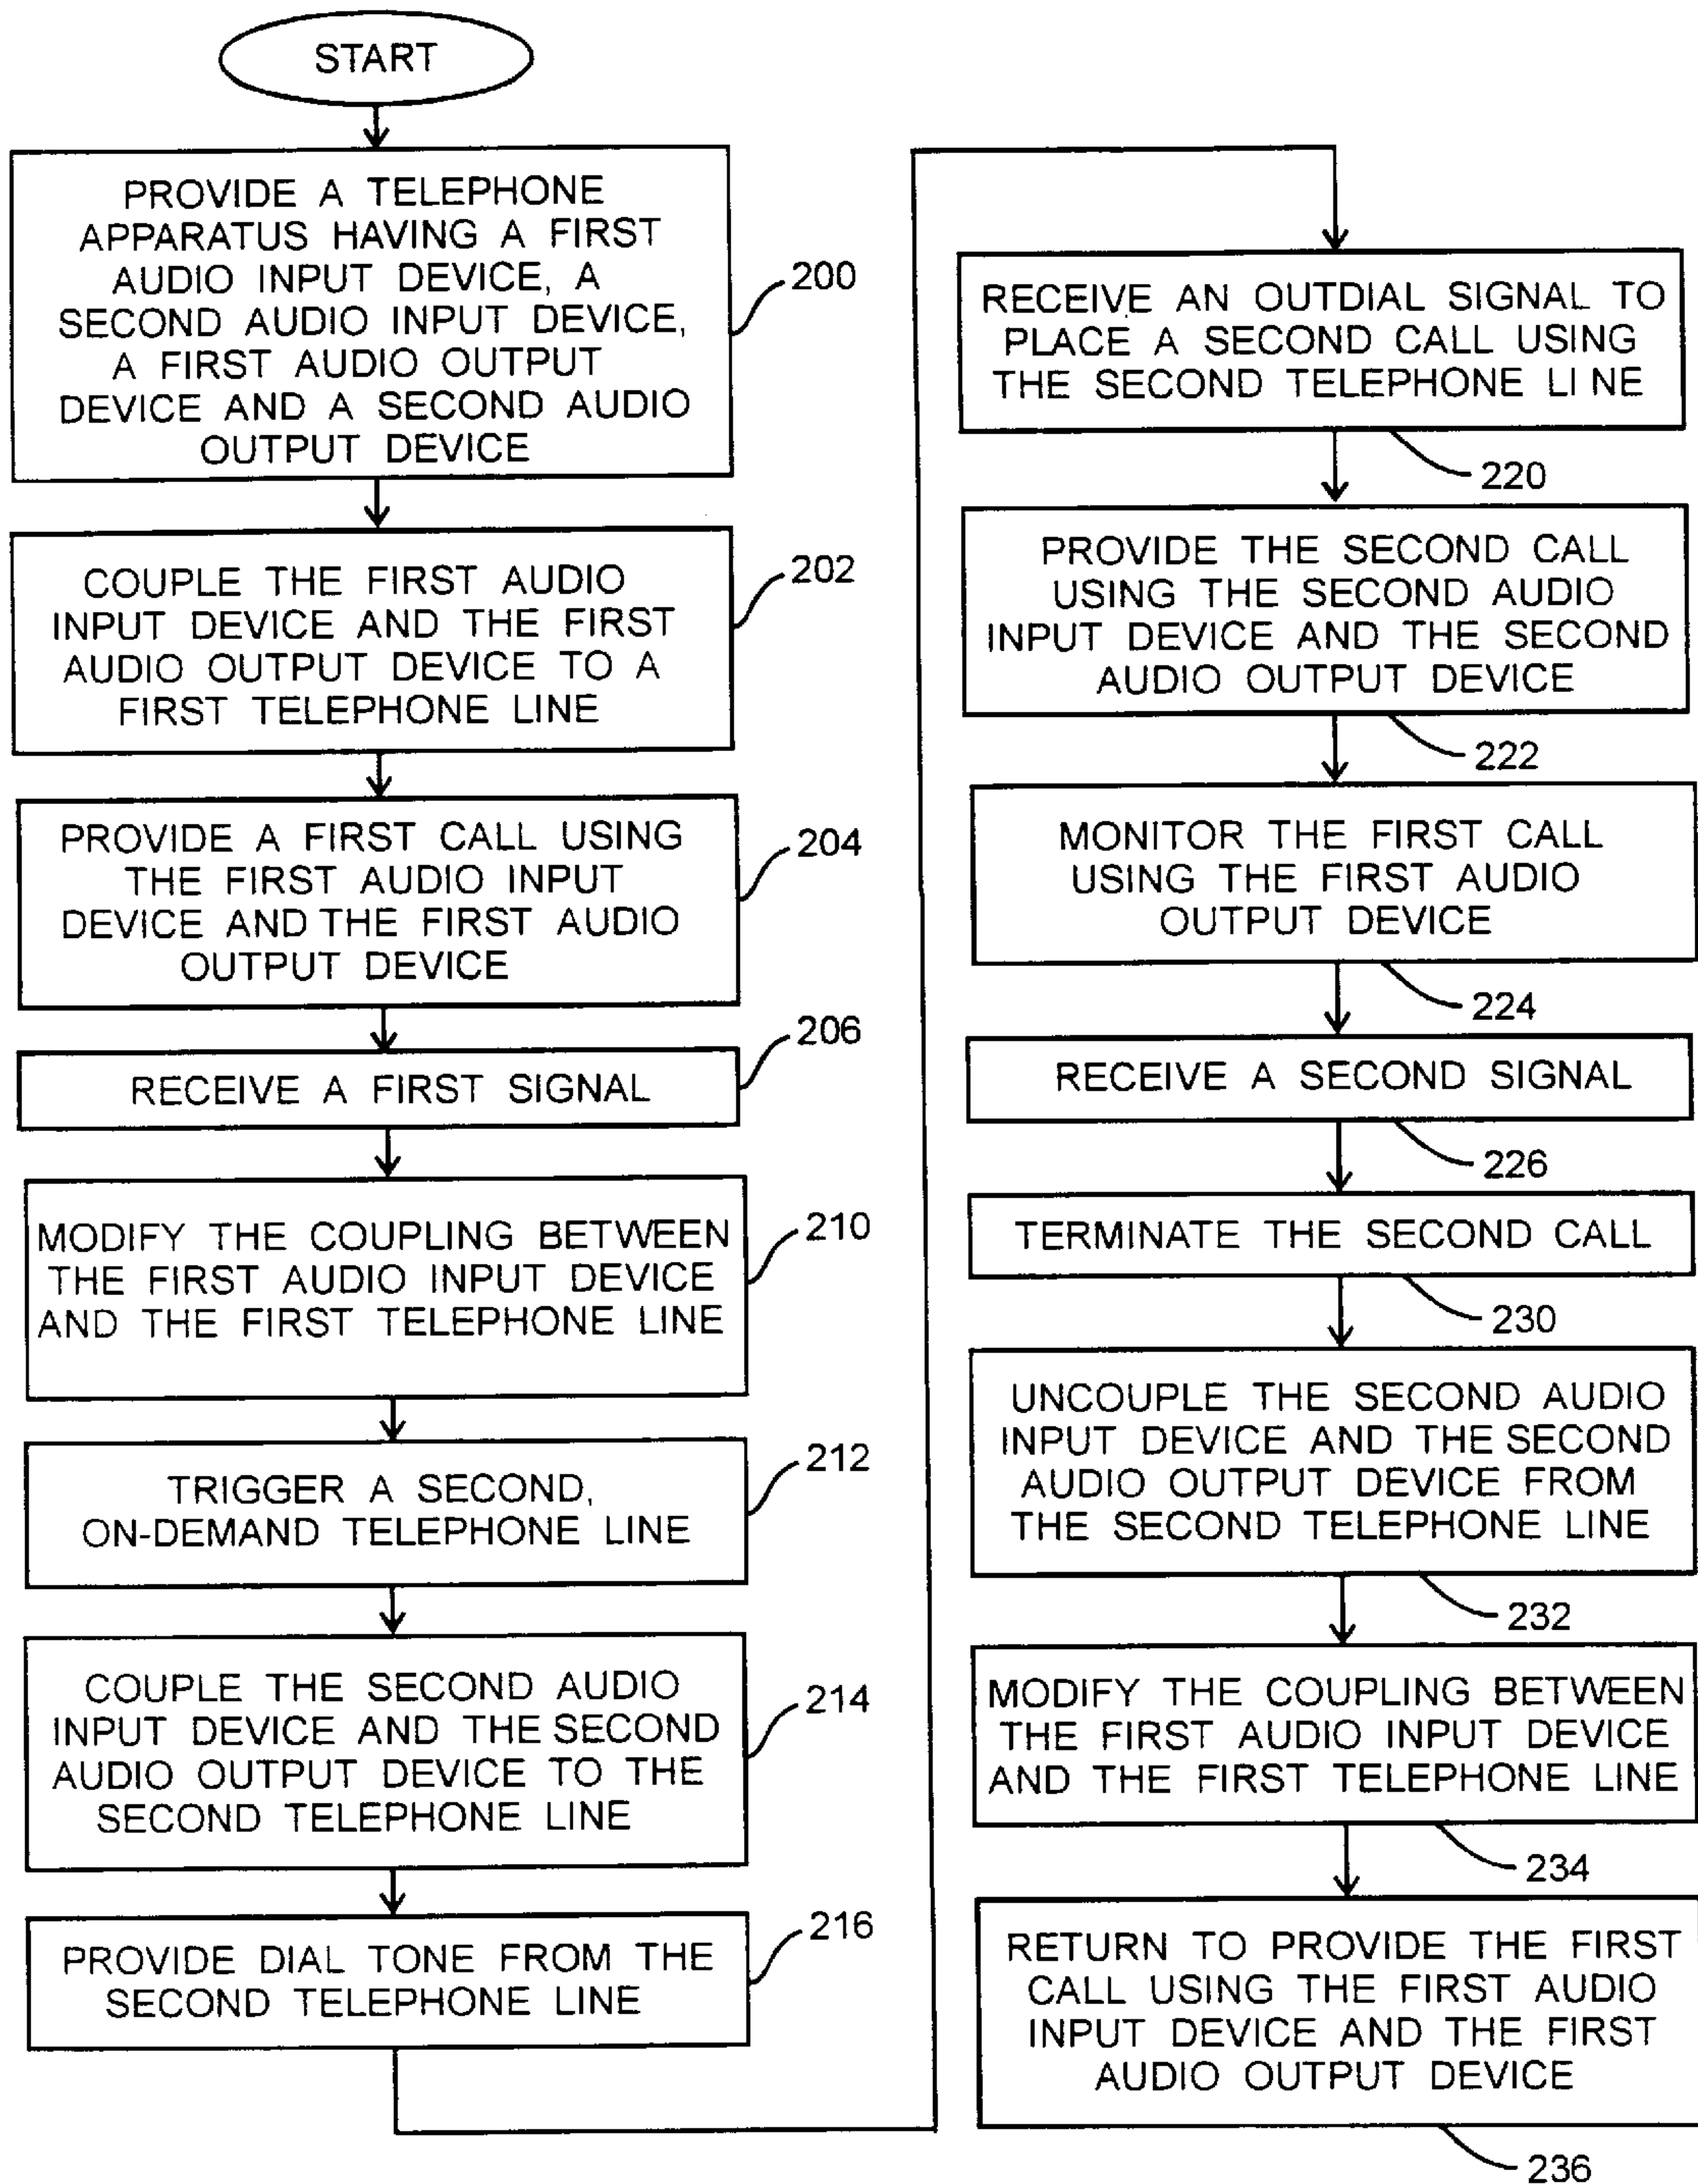 START
PROVIDE A TELEPHONE
APPARATUS HAVING A FIRST
AUDIO INPUT DEVICE, A
SECOND AUDIO INPUT DEVICE,
A FIRST AUDIO OUTPUT
DEVICE AND A SECOND AUDIO
OUTPUT DEVICE
200
COUPLE THE FIRST AUDIO
INPUT DEVICE AND THE FIRST
AUDIO OUTPUT DEVICE TO A
FIRST TELEPHONE LINE
202
PROVIDE A FIRST CALL USING
THE FIRST AUDIO INPUT
DEVICE AND THE FIRST AUDIO
OUTPUT DEVICE
204
RECEIVE A FIRST SIGNAL
206
MODIFY THE COUPLING BETWEEN
THE FIRST AUDIO INPUT DEVICE
AND THE FIRST TELEPHONE LINE
210
TRIGGER A SECOND,
ON-DEMAND TELEPHONE LINE
212
COUPLE THE SECOND AUDIO
INPUT DEVICE AND THE SECOND
AUDIO OUTPUT DEVICE TO THE
SECOND TELEPHONE LINE
214
PROVIDE DIAL TONE FROM THE
SECOND TELEPHONE LINE
216
RECEIVE AN OUTDIAL SIGNAL TO
PLACE A SECOND CALL USING
THE SECOND TELEPHONE LINE
220
PROVIDE THE SECOND CALL
USING THE SECOND AUDIO
INPUT DEVICE AND THE SECOND
AUDIO OUTPUT DEVICE
222
MONITOR THE FIRST CALL
USING THE FIRST AUDIO
OUTPUT DEVICE
224
RECEIVE A SECOND SIGNAL
226
TERMINATE THE SECOND CALL
230
UNCOUPLE THE SECOND AUDIO
INPUT DEVICE AND THE SECOND
AUDIO OUTPUT DEVICE FROM
THE SECOND TELEPHONE LINE
232
MODIFY THE COUPLING BETWEEN
THE FIRST AUDIO INPUT DEVICE
AND THE FIRST TELEPHONE LINE
234
RETURN TO PROVIDE THE FIRST
CALL USING THE FIRST AUDIO
INPUT DEVICE AND THE FIRST
AUDIO OUTPUT DEVICE
236